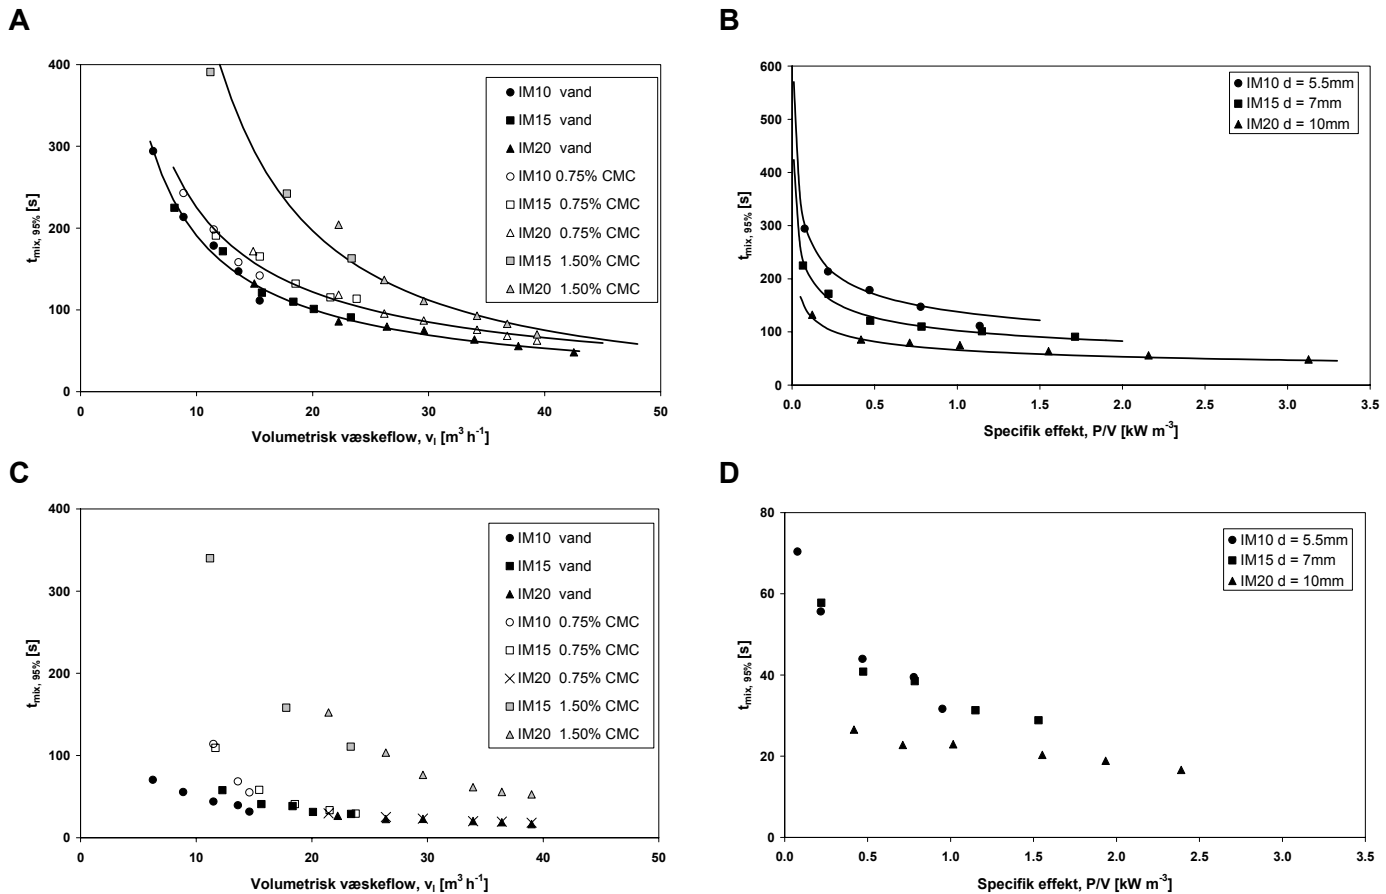 A
400
300
200
100
0
0 10 20 30 40 50
t mix, 95% [s]
Volumetrisk væskeflow, v_l [m³ h⁻¹]
IM10 vand
IM15 vand
IM20 vand
IM10 0.75% CMC
IM15 0.75% CMC
IM20 0.75% CMC
IM15 1.50% CMC
IM20 1.50% CMC
B
600
500
400
300
200
100
0
0.0 0.5 1.0 1.5 2.0 2.5 3.0 3.5
t mix, 95% [s]
Specifik effekt, P/V [kW m⁻³]
IM10 d = 5.5mm
IM15 d = 7mm
IM20 d = 10mm
C
400
300
200
100
0
0 10 20 30 40 50
t mix, 95% [s]
Volumetrisk væskeflow, v_l [m³ h⁻¹]
IM10 vand
IM15 vand
IM20 vand
IM10 0.75% CMC
IM15 0.75% CMC
IM20 0.75% CMC
IM15 1.50% CMC
IM20 1.50% CMC
D
80
60
40
20
0
0.0 0.5 1.0 1.5 2.0 2.5 3.0 3.5
t mix, 95% [s]
Specifik effekt, P/V [kW m⁻³]
IM10 d = 5.5mm
IM15 d = 7mm
IM20 d = 10mm